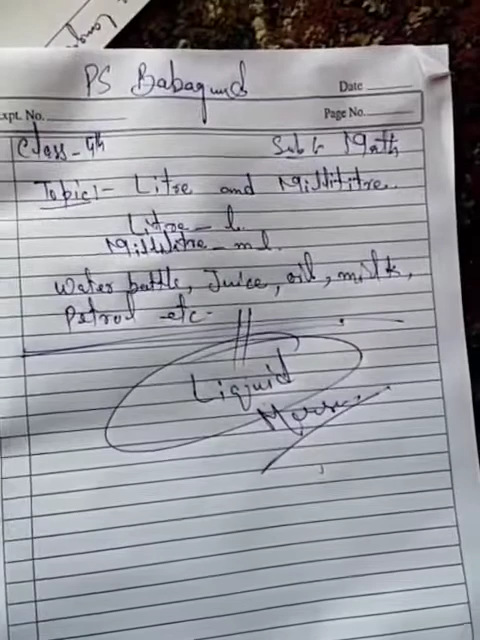 PS Babagund
Date
Expt. No.
Page No.
Class - 4th
Sub :- Math
Topic :- Litre and Millilitre.
Litre - l.
Millilitre - ml.
Water bottle, Juice, oil, milk,
Petrol etc.
Liquid